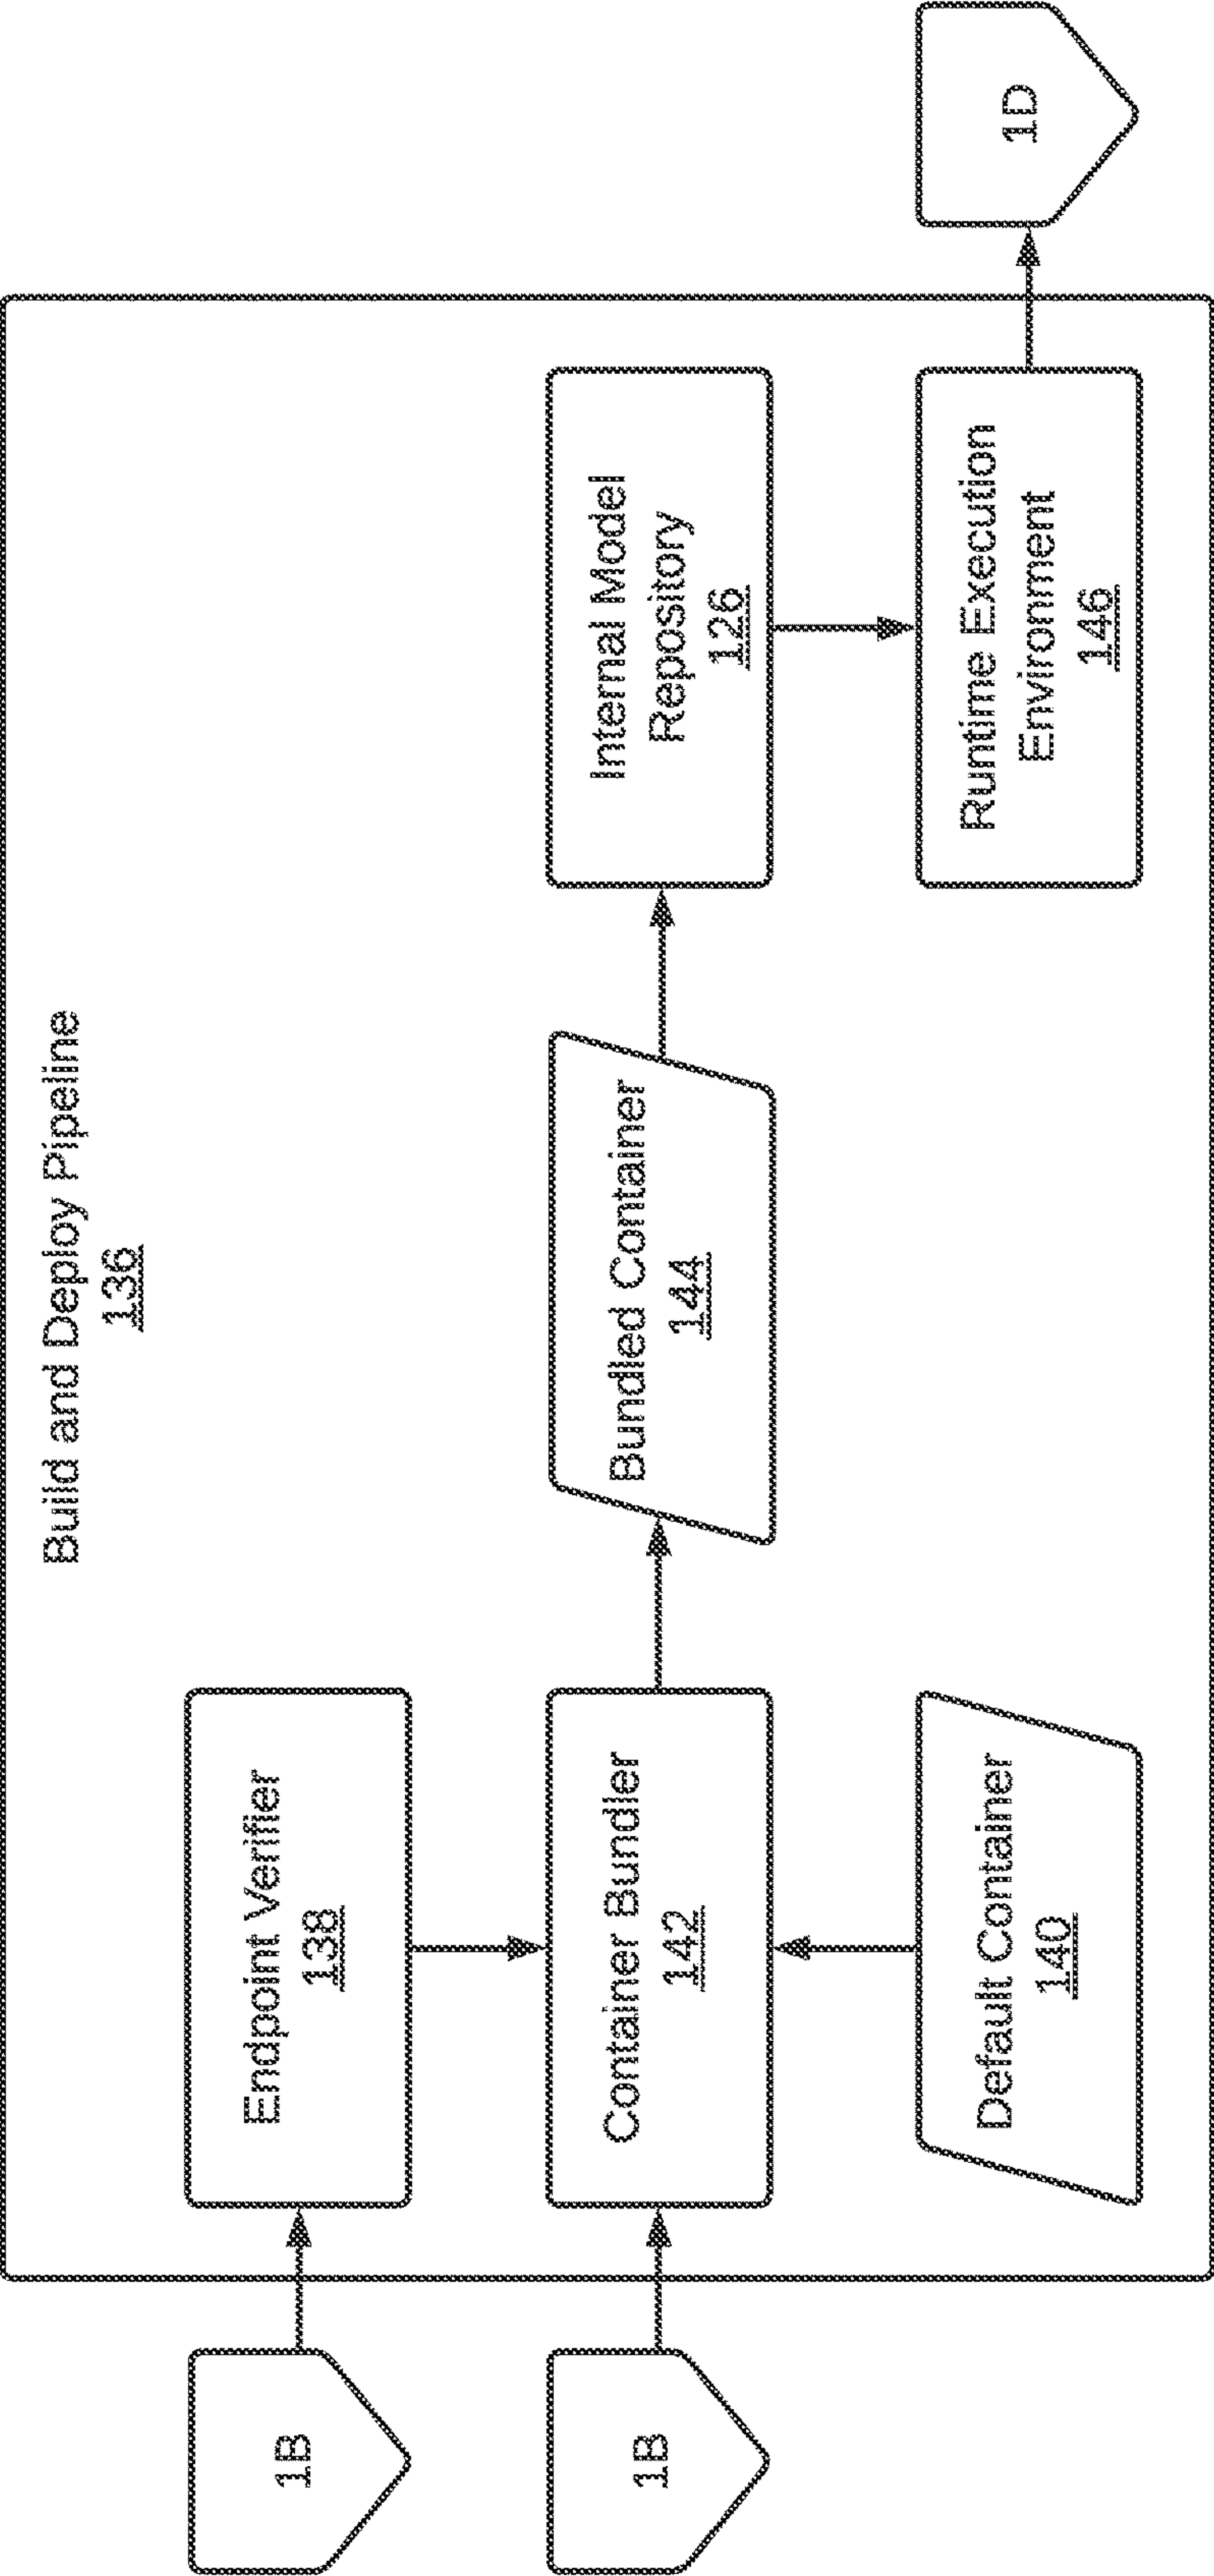 Build and Deploy Pipeline
136
1B
Endpoint Verifier
138
1B
Container Bundler
142
Bundled Container
144
Internal Model
Repository
126
Default Container
140
Runtime Execution
Environment
146
1D